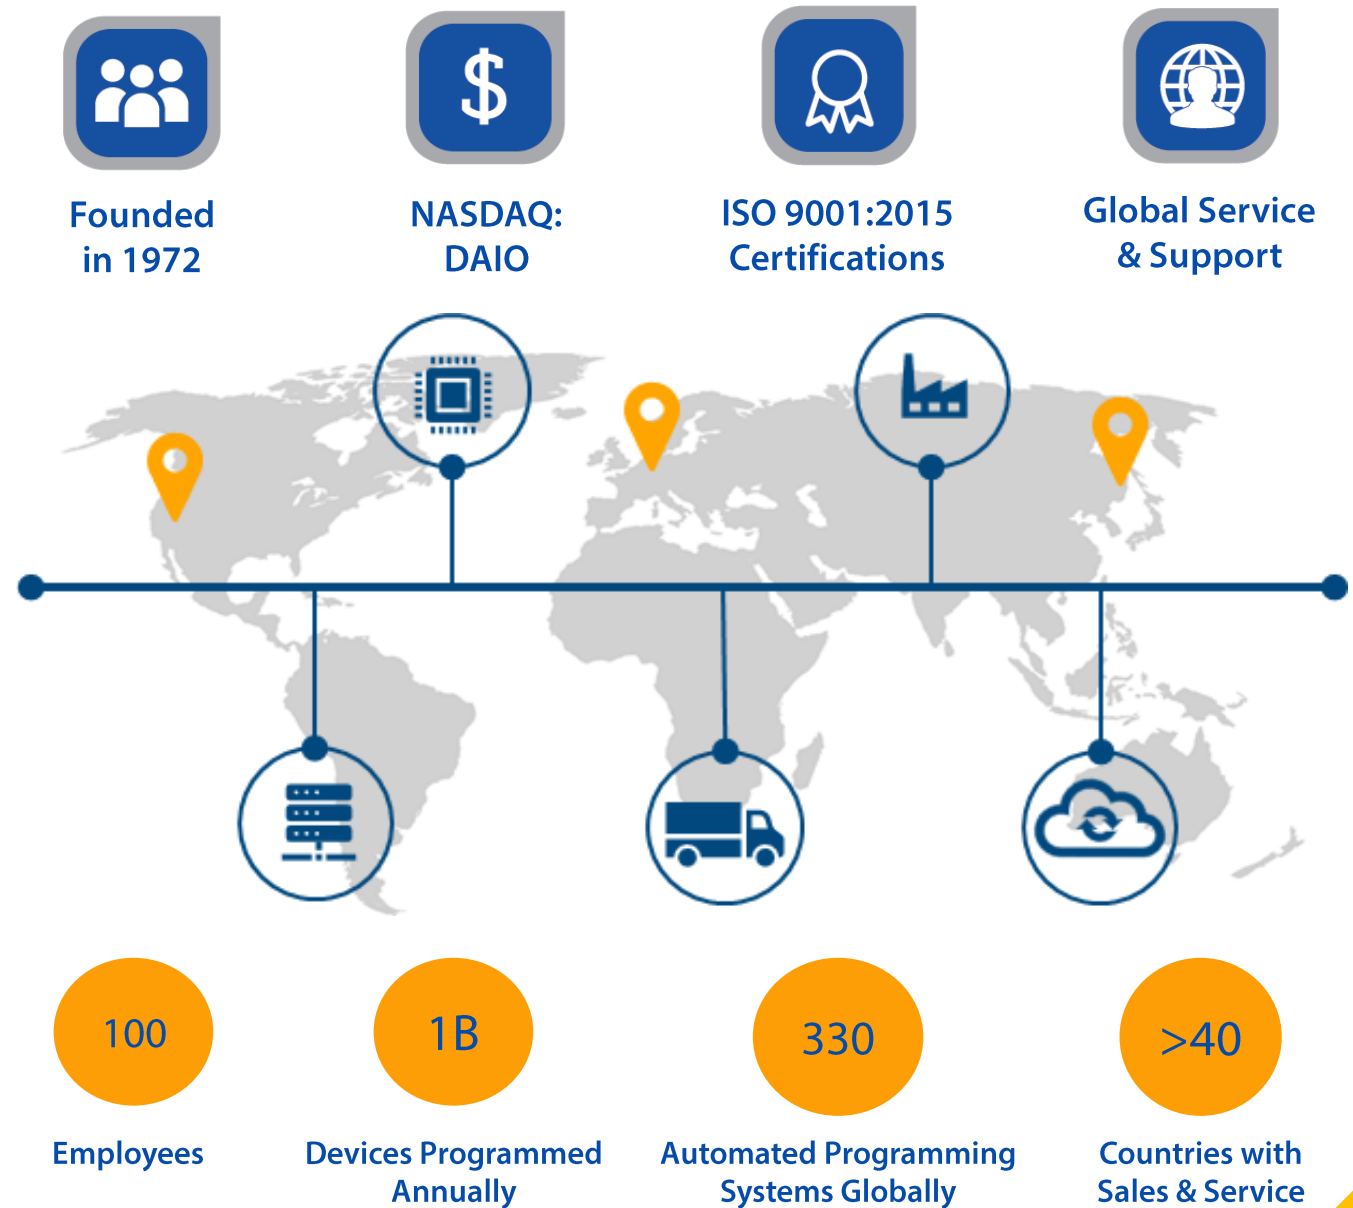 Founded
in 1972
NASDAQ:
DAIO
ISO 9001:2015
Certifications
Global Service
& Support
100
Employees
1B
Devices Programmed
Annually
330
Automated Programming
Systems Globally
>40
Countries with
Sales & Service